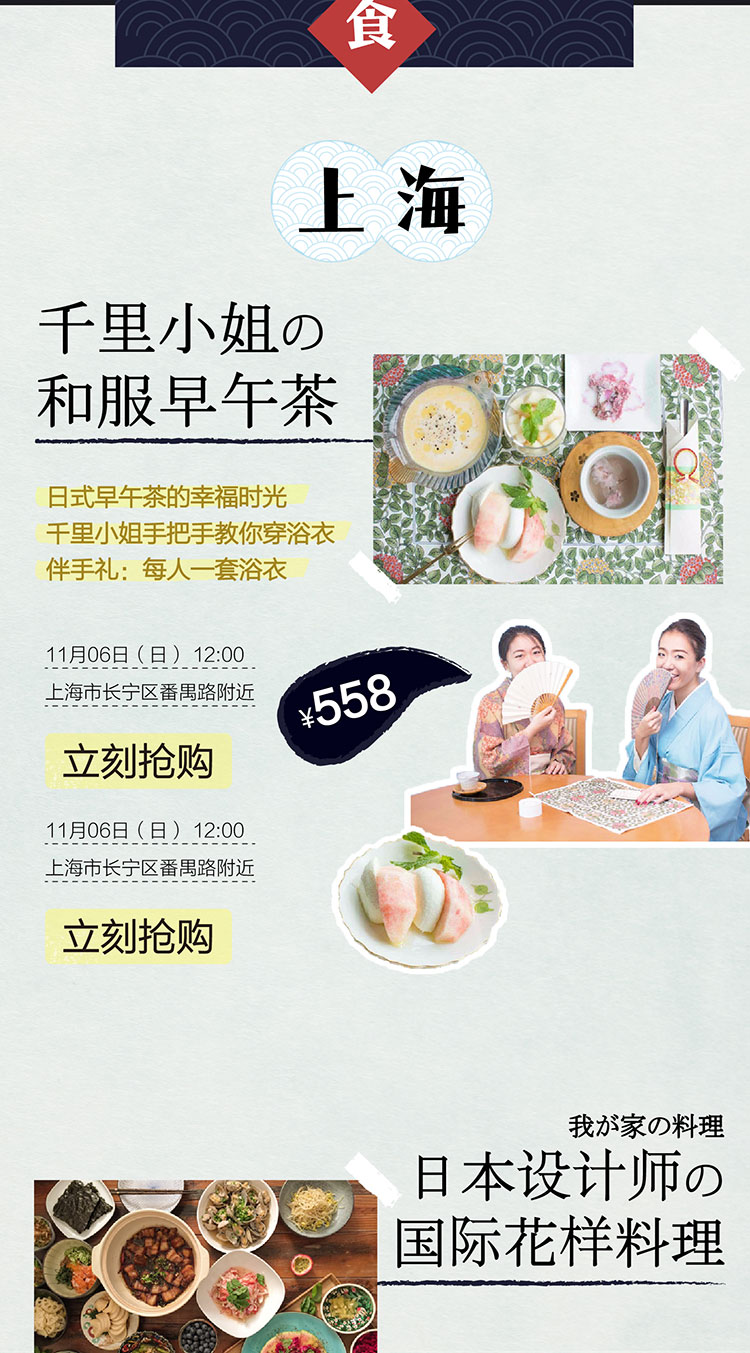 食
上海
千里小姐の
和服早午茶
日式早午茶的幸福时光
千里小姐手把手教你穿浴衣
伴手礼：每人一套浴衣
11月06日（日） 12:00
上海市长宁区番禺路附近
¥558
立刻抢购
11月06日（日） 12:00
上海市长宁区番禺路附近
立刻抢购
我が家の料理
日本设计师の
国际花样料理